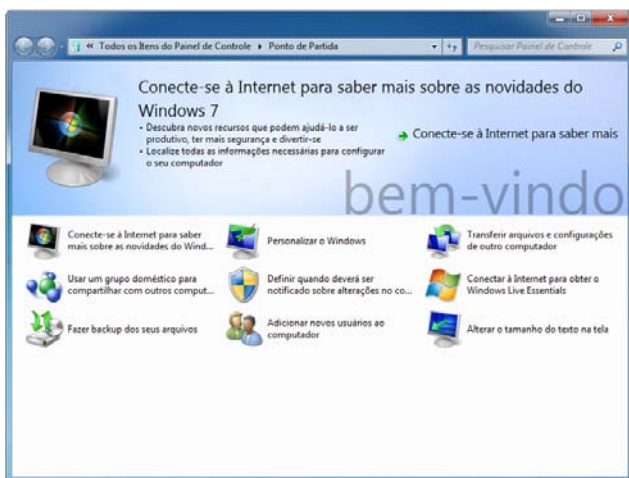 « Todos os Itens do Painel de Controle ▸ Ponto de Partida
Pesquisar Painel de Controle
Conecte-se à Internet para saber mais sobre as novidades do
Windows 7
• Descubra novos recursos que podem ajudá-lo a ser
produtivo, ter mais segurança e divertir-se
• Localize todas as informações necessárias para configurar
o seu computador
Conecte-se à Internet para saber mais
bem-vindo
Conecte-se à Internet para saber
mais sobre as novidades do Wind...
Personalizar o Windows
Transferir arquivos e configurações
de outro computador
Usar um grupo doméstico para
compartilhar com outros comput...
Definir quando deverá ser
notificado sobre alterações no co...
Conectar à Internet para obter o
Windows Live Essentials
Fazer backup dos seus arquivos
Adicionar novos usuários ao
computador
Alterar o tamanho do texto na tela